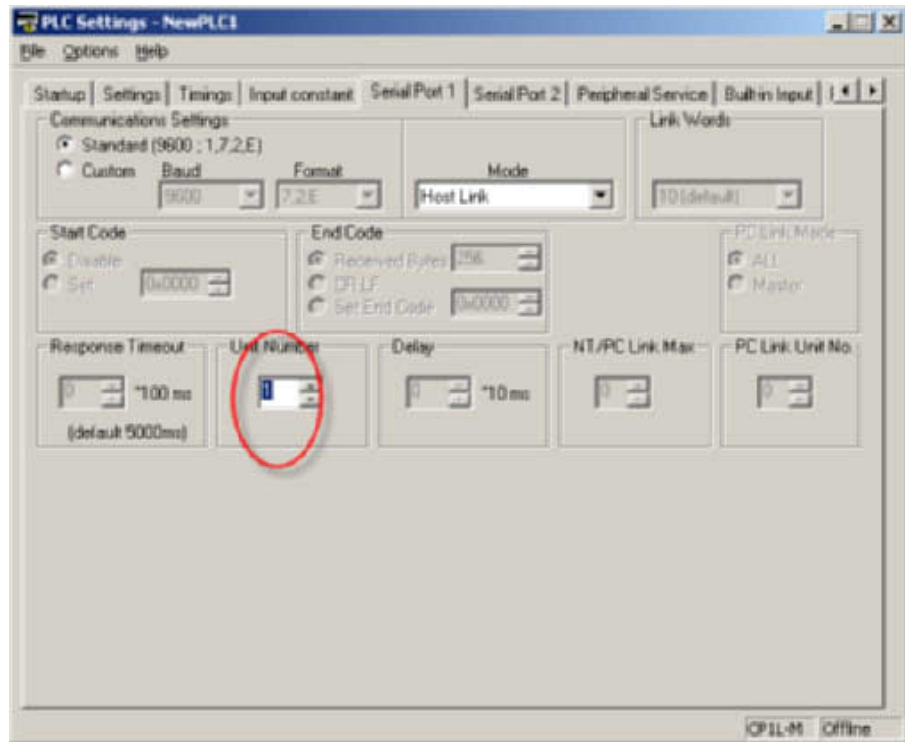 PLC Settings - NewPLC1
File Options Help
Startup Settings Timings Input constant Serial Port 1 Serial Port 2 Peripheral Service Built-in Input
Communications Settings Link Words
Standard (9600 ; 1,7,2,E)
Custom Baud Format Mode
9600 7,2,E Host Link 10 (default)
Start Code End Code PC Link Mode
Disable Received Bytes 256 ALL
Set 0x0000 CR,LF Master
Set End Code 0x0000
Response Timeout Unit Number Delay NT/PC Link Max PC Link Unit No.
0 *100 ms 1 0 *10 ms 0 0
(default 5000ms)
CP1L-M Offline